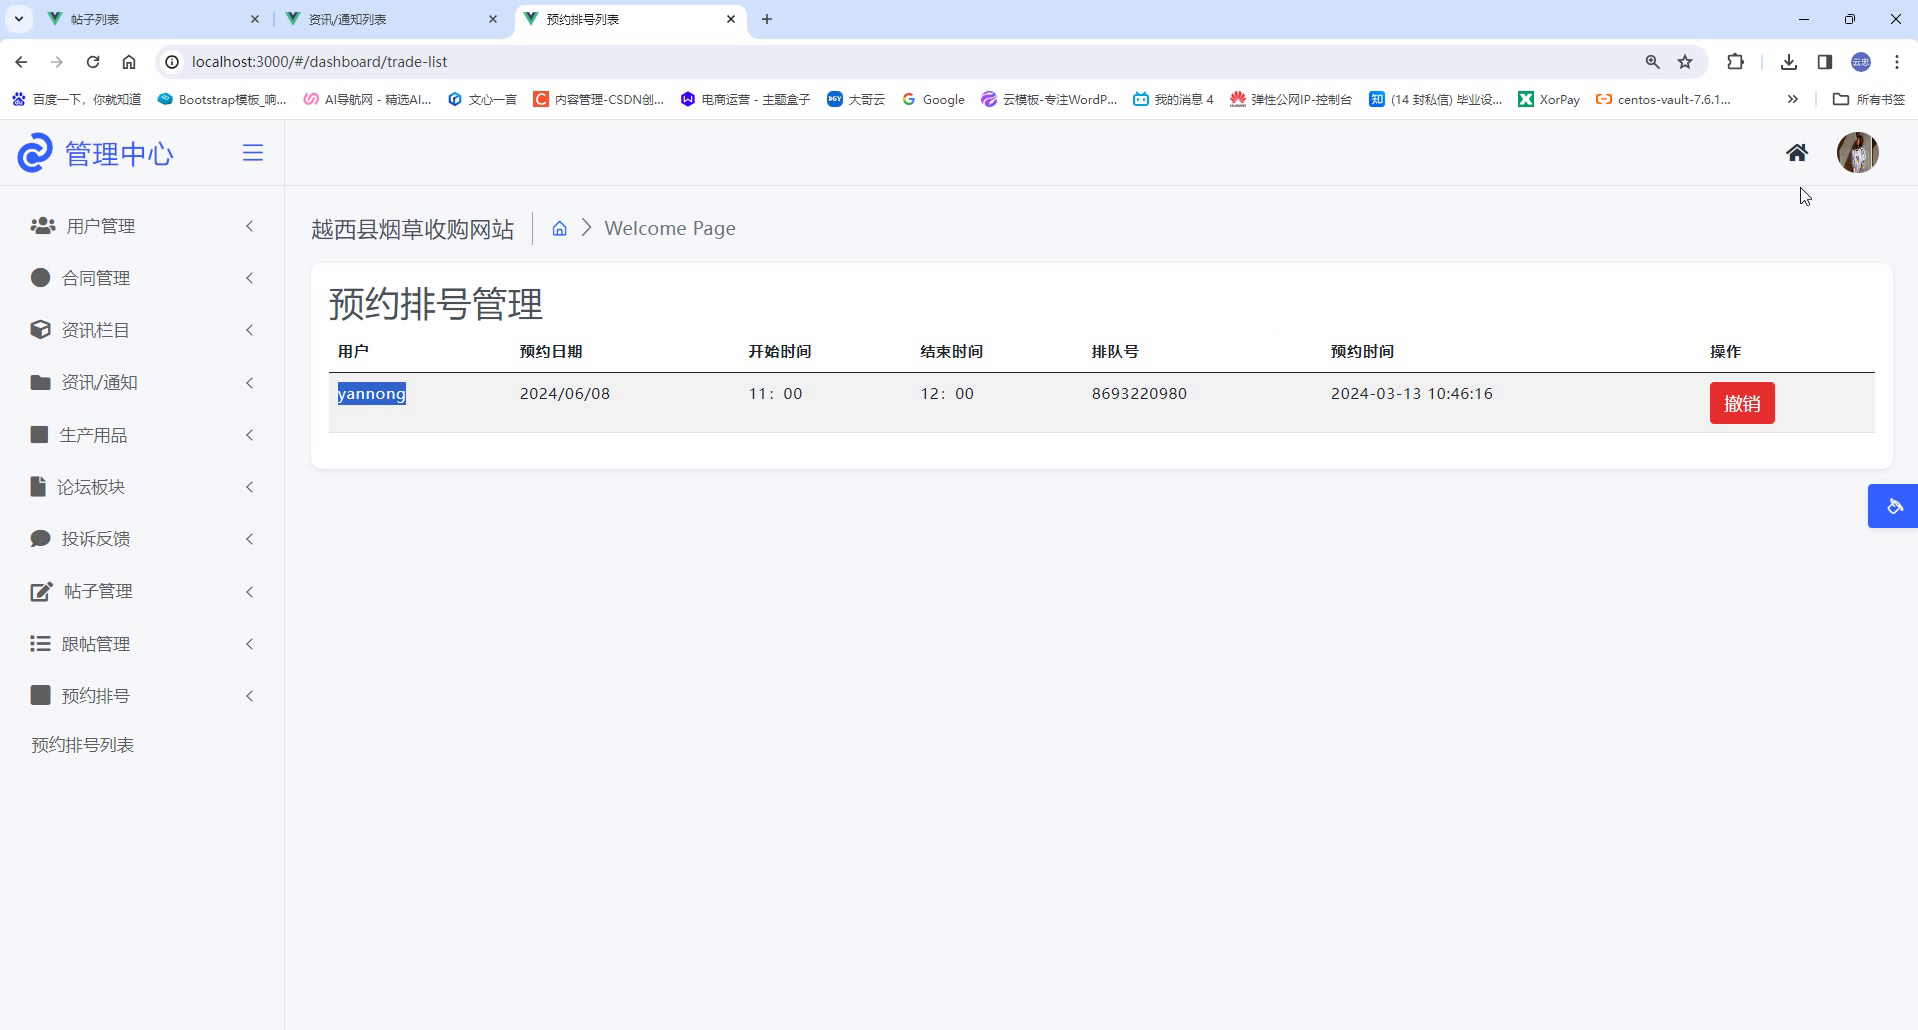 帖子列表
资讯/通知列表
预约排号列表
localhost:3000/#/dashboard/trade-list
百度一下，你就知道
Bootstrap模板_响...
AI导航网 - 精选AI...
文心一言
内容管理-CSDN创...
电商运营 - 主题盒子
大哥云
Google
云模板-专注WordP...
我的消息 4
弹性公网IP-控制台
(14 封私信) 毕业设...
XorPay
centos-vault-7.6.1...
所有书签
管理中心
用户管理
合同管理
资讯栏目
资讯/通知
生产用品
论坛板块
投诉反馈
帖子管理
跟帖管理
预约排号
预约排号列表
越西县烟草收购网站 Welcome Page
预约排号管理
用户 预约日期 开始时间 结束时间 排队号 预约时间 操作
yannong 2024/06/08 11：00 12：00 8693220980 2024-03-13 10:46:16 撤销